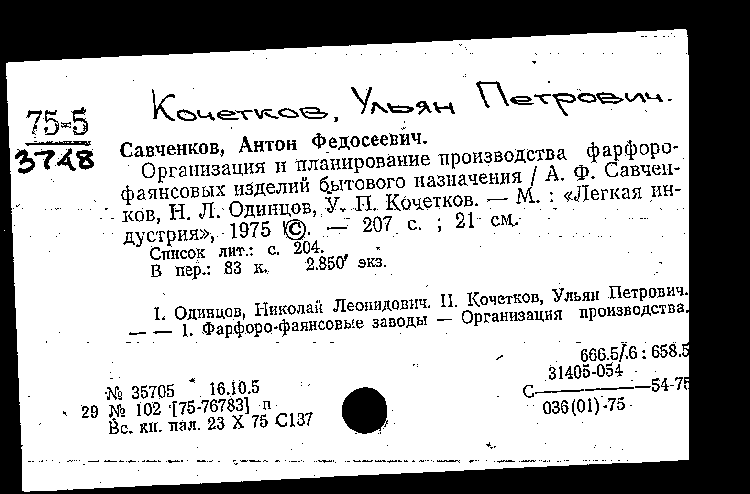 Кочетков, Ульян Петрович.
75-5
3748
Савченков, Антон Федосеевич.
Организация и планирование производства фарфоро-
фаянсовых изделий бытового назначения / А. Ф. Савчен-
ков, Н. Л. Одинцов, У. П. Кочетков. — М. : «Легкая ин-
дустрия», 1975 ©. — 207 с. ; 21 см.
Список лит.: с. 204.
В пер.: 83 к. 2.850 экз.
I. Одинцов, Николай Леонидович. II. Кочетков, Ульян Петрович.
— — 1. Фарфоро-фаянсовые заводы — Организация производства.
666.5/.6 : 658.5
31405-054
С—————54-75
036(01)-75
№ 35705 16.10.5
29 № 102 [75-76783] п
Вс. кн. пал. 23 X 75 С137